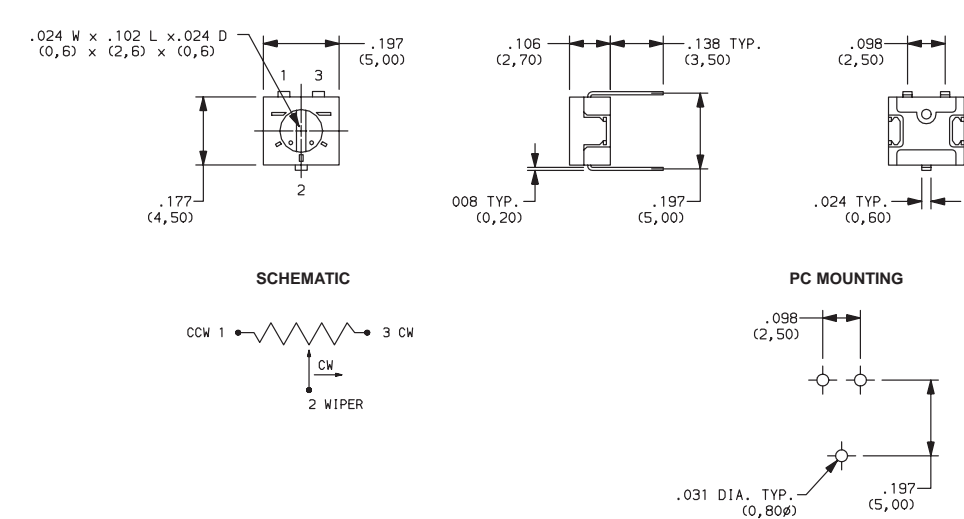 .024 W x .102 L x.024 D
(0,6) x (2,6) x (0,6)
.197
(5,00)
1 3
2
.177
(4,50)
.106
(2,70)
.138 TYP.
(3,50)
008 TYP.
(0,20)
.197
(5,00)
.098
(2,50)
.024 TYP.
(0,60)
SCHEMATIC
CCW 1
3 CW
CW
2 WIPER
PC MOUNTING
.098
(2,50)
.031 DIA. TYP.
(0,80ø)
.197
(5,00)